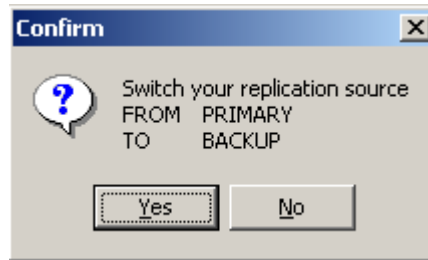 Confirm
Switch your replication source
FROM PRIMARY
TO BACKUP
Yes No